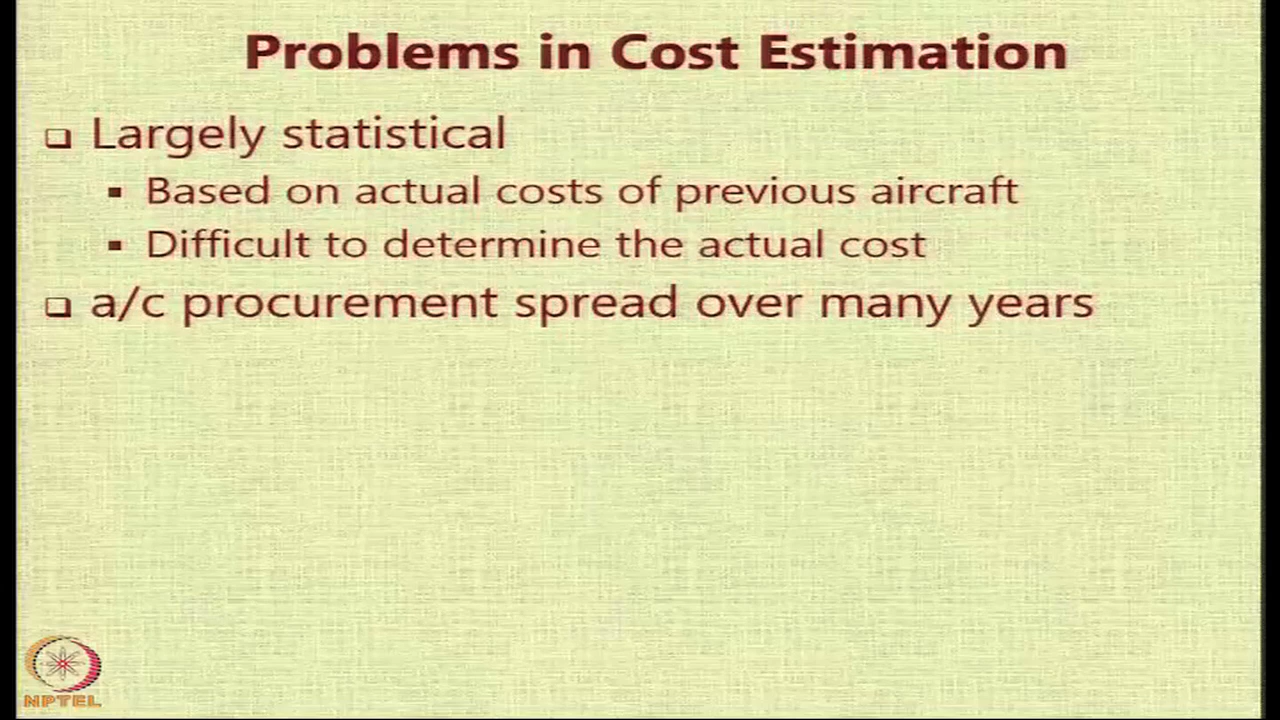 Problems in Cost Estimation
Largely statistical
Based on actual costs of previous aircraft
Difficult to determine the actual cost
a/c procurement spread over many years
NPTEL